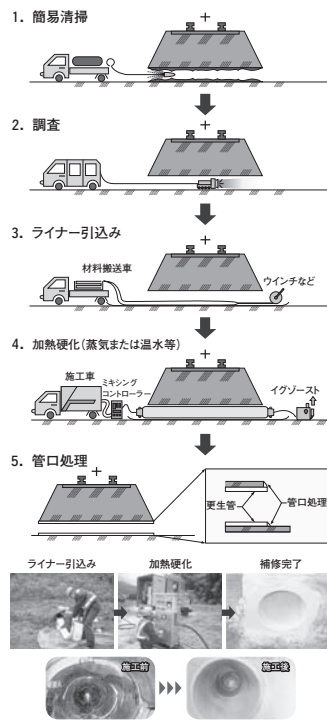 1. 簡易清掃
2. 調査
3. ライナー引込み
材料搬送車
ウインチなど
4. 加熱硬化(蒸気または温水等)
施工車
ミキシング
コントローラー
イグゾースト
5. 管口処理
更生管
管口処理
ライナー引込み
加熱硬化
補修完了
施工前
施工後